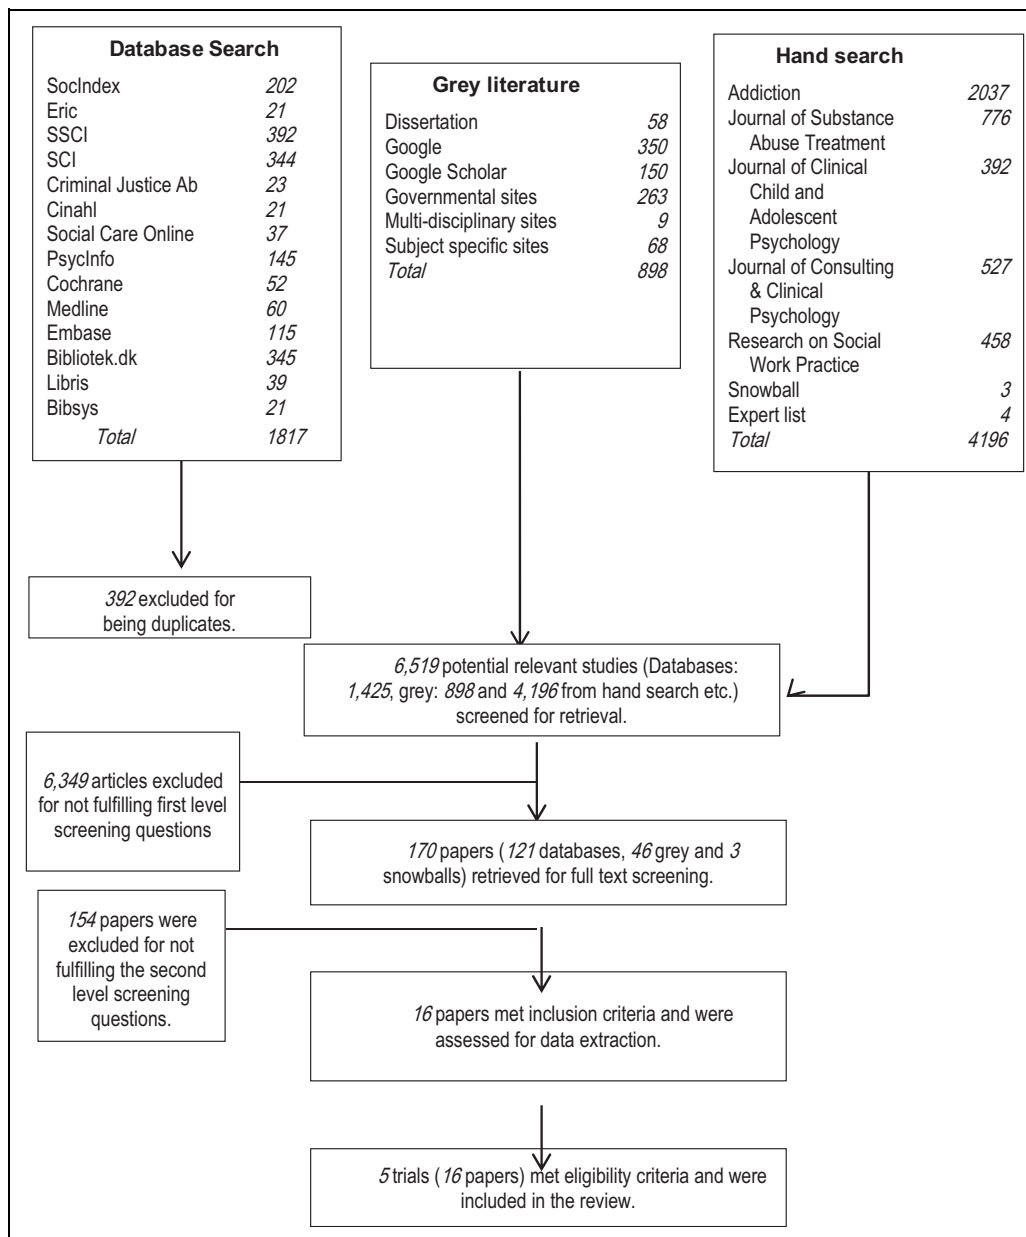 Database Search
SocIndex 202
Eric 21
SSCI 392
SCI 344
Criminal Justice Ab 23
Cinahl 21
Social Care Online 37
PsycInfo 145
Cochrane 52
Medline 60
Embase 115
Bibliotek.dk 345
Libris 39
Bibsys 21
Total 1817
Grey literature
Dissertation 58
Google 350
Google Scholar 150
Governmental sites 263
Multi-disciplinary sites 9
Subject specific sites 68
Total 898
Hand search
Addiction 2037
Journal of Substance 776
Abuse Treatment
Journal of Clinical 392
Child and
Adolescent
Psychology
Journal of Consulting 527
& Clinical
Psychology
Research on Social 458
Work Practice
Snowball 3
Expert list 4
Total 4196
392 excluded for
being duplicates.
6,519 potential relevant studies (Databases:
1,425, grey: 898 and 4,196 from hand search etc.)
screened for retrieval.
6,349 articles excluded
for not fulfilling first level
screening questions
170 papers (121 databases, 46 grey and 3
snowballs) retrieved for full text screening.
154 papers were
excluded for not
fulfilling the second
level screening
questions.
16 papers met inclusion criteria and were
assessed for data extraction.
5 trials (16 papers) met eligibility criteria and were
included in the review.